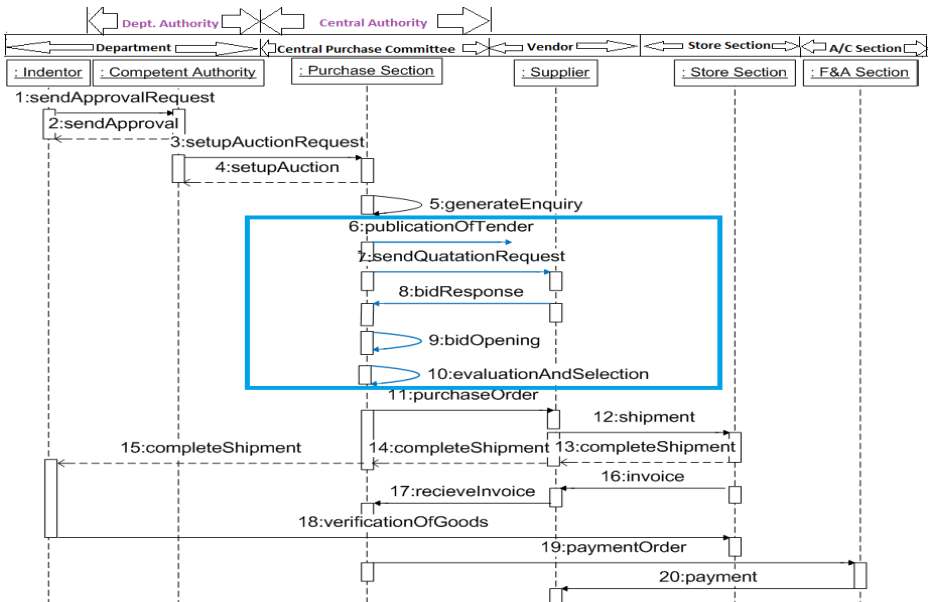 Dept. Authority Central Authority
Department Central Purchase Committee Vendor Store Section A/C Section
: Indentor : Competent Authority : Purchase Section : Supplier : Store Section : F&A Section
1:sendApprovalRequest
2:sendApproval
3:setupAuctionRequest
4:setupAuction
5:generateEnquiry
6:publicationOfTender
7:sendQuatationRequest
8:bidResponse
9:bidOpening
10:evaluationAndSelection
11:purchaseOrder
12:shipment
15:completeShipment 14:completeShipment 13:completeShipment
16:invoice
17:recieveInvoice
18:verificationOfGoods
19:paymentOrder
20:payment